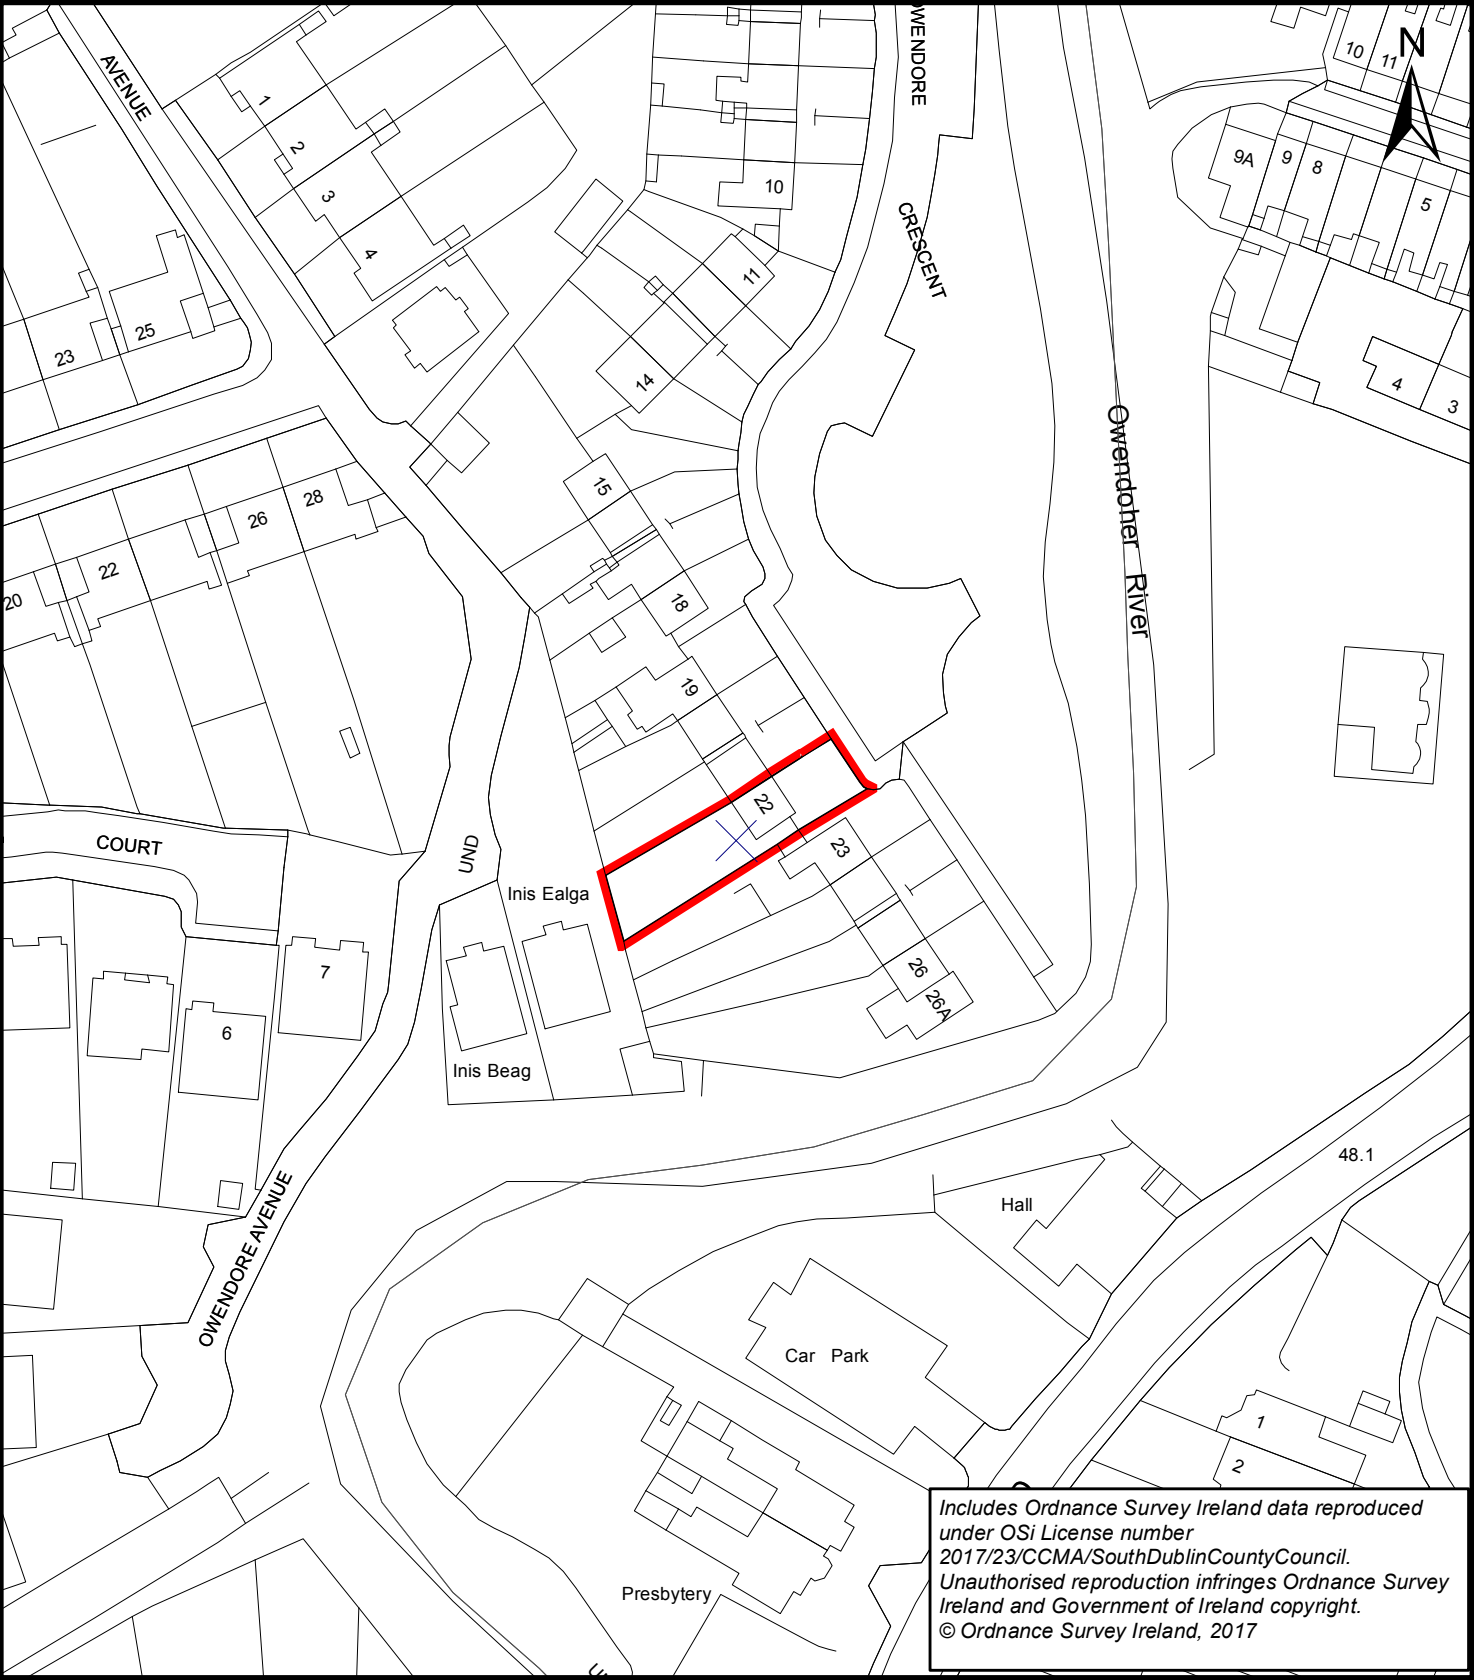 AVENUE
OWENDORE
CRESCENT
N
10
11
1
2
3
4
10
9A
9
8
5
11
25
23
14
4
3
15
28
26
22
20
18
19
Owendoher River
22
23
COURT
UND
Inis Ealga
7
6
26
26A
Inis Beag
OWENDORE AVENUE
48.1
Hall
Car Park
1
2
Presbytery
Includes Ordnance Survey Ireland data reproduced
under OSi License number
2017/23/CCMA/SouthDublinCountyCouncil.
Unauthorised reproduction infringes Ordnance Survey
Ireland and Government of Ireland copyright.
© Ordnance Survey Ireland, 2017